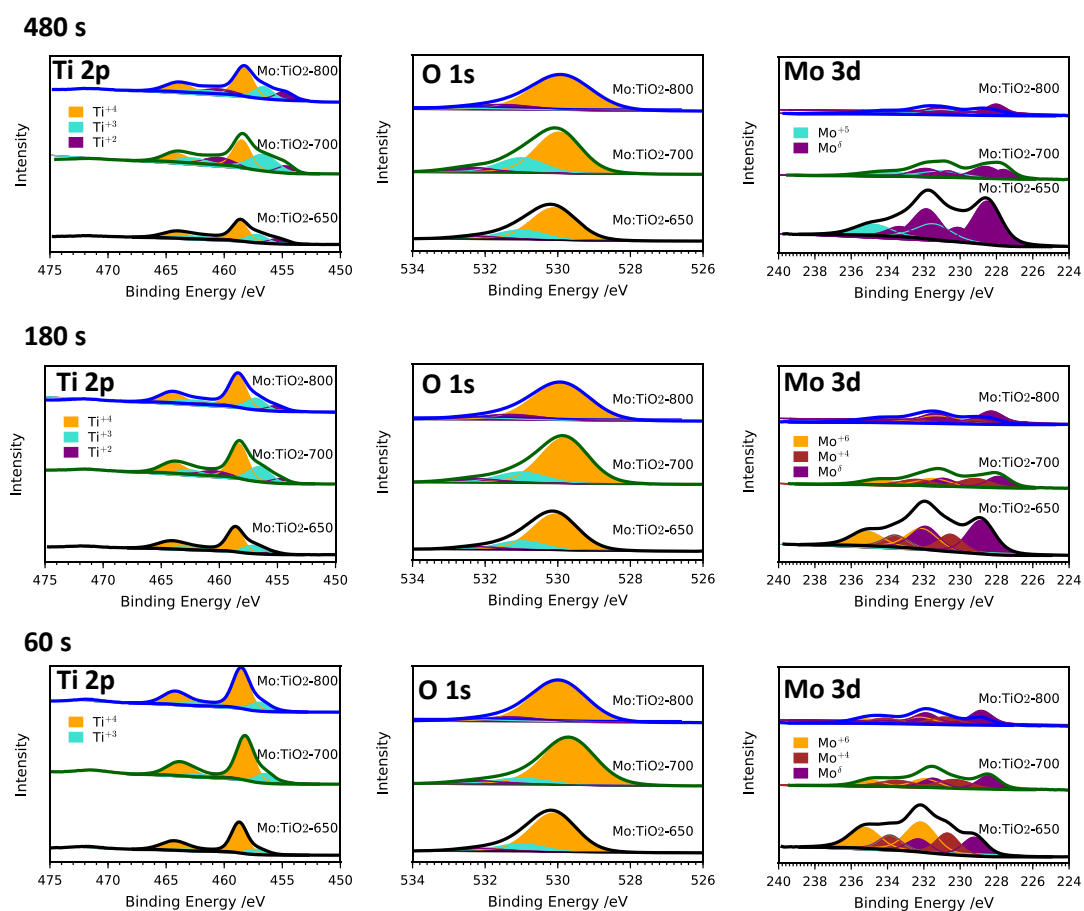 480 s
Ti 2p
Mo:TiO2-800
Ti+4
Ti+3
Ti+2
Mo:TiO2-700
Mo:TiO2-650
Intensity
475 470 465 460 455 450
Binding Energy /eV
O 1s
Mo:TiO2-800
Mo:TiO2-700
Mo:TiO2-650
Intensity
534 532 530 528 526
Binding Energy /eV
Mo 3d
Mo:TiO2-800
Mo+5
Moδ
Mo:TiO2-700
Mo:TiO2-650
Intensity
240 238 236 234 232 230 228 226 224
Binding Energy /eV
180 s
Ti 2p
Mo:TiO2-800
Ti+4
Ti+3
Ti+2
Mo:TiO2-700
Mo:TiO2-650
Intensity
475 470 465 460 455 450
Binding Energy /eV
O 1s
Mo:TiO2-800
Mo:TiO2-700
Mo:TiO2-650
Intensity
534 532 530 528 526
Binding Energy /eV
Mo 3d
Mo:TiO2-800
Mo+6
Mo+4
Moδ
Mo:TiO2-700
Mo:TiO2-650
Intensity
240 238 236 234 232 230 228 226 224
Binding Energy /eV
60 s
Ti 2p
Mo:TiO2-800
Ti+4
Ti+3
Mo:TiO2-700
Mo:TiO2-650
Intensity
475 470 465 460 455 450
Binding Energy /eV
O 1s
Mo:TiO2-800
Mo:TiO2-700
Mo:TiO2-650
Intensity
534 532 530 528 526
Binding Energy /eV
Mo 3d
Mo:TiO2-800
Mo+6
Mo+4
Moδ
Mo:TiO2-700
Mo:TiO2-650
Intensity
240 238 236 234 232 230 228 226 224
Binding Energy /eV